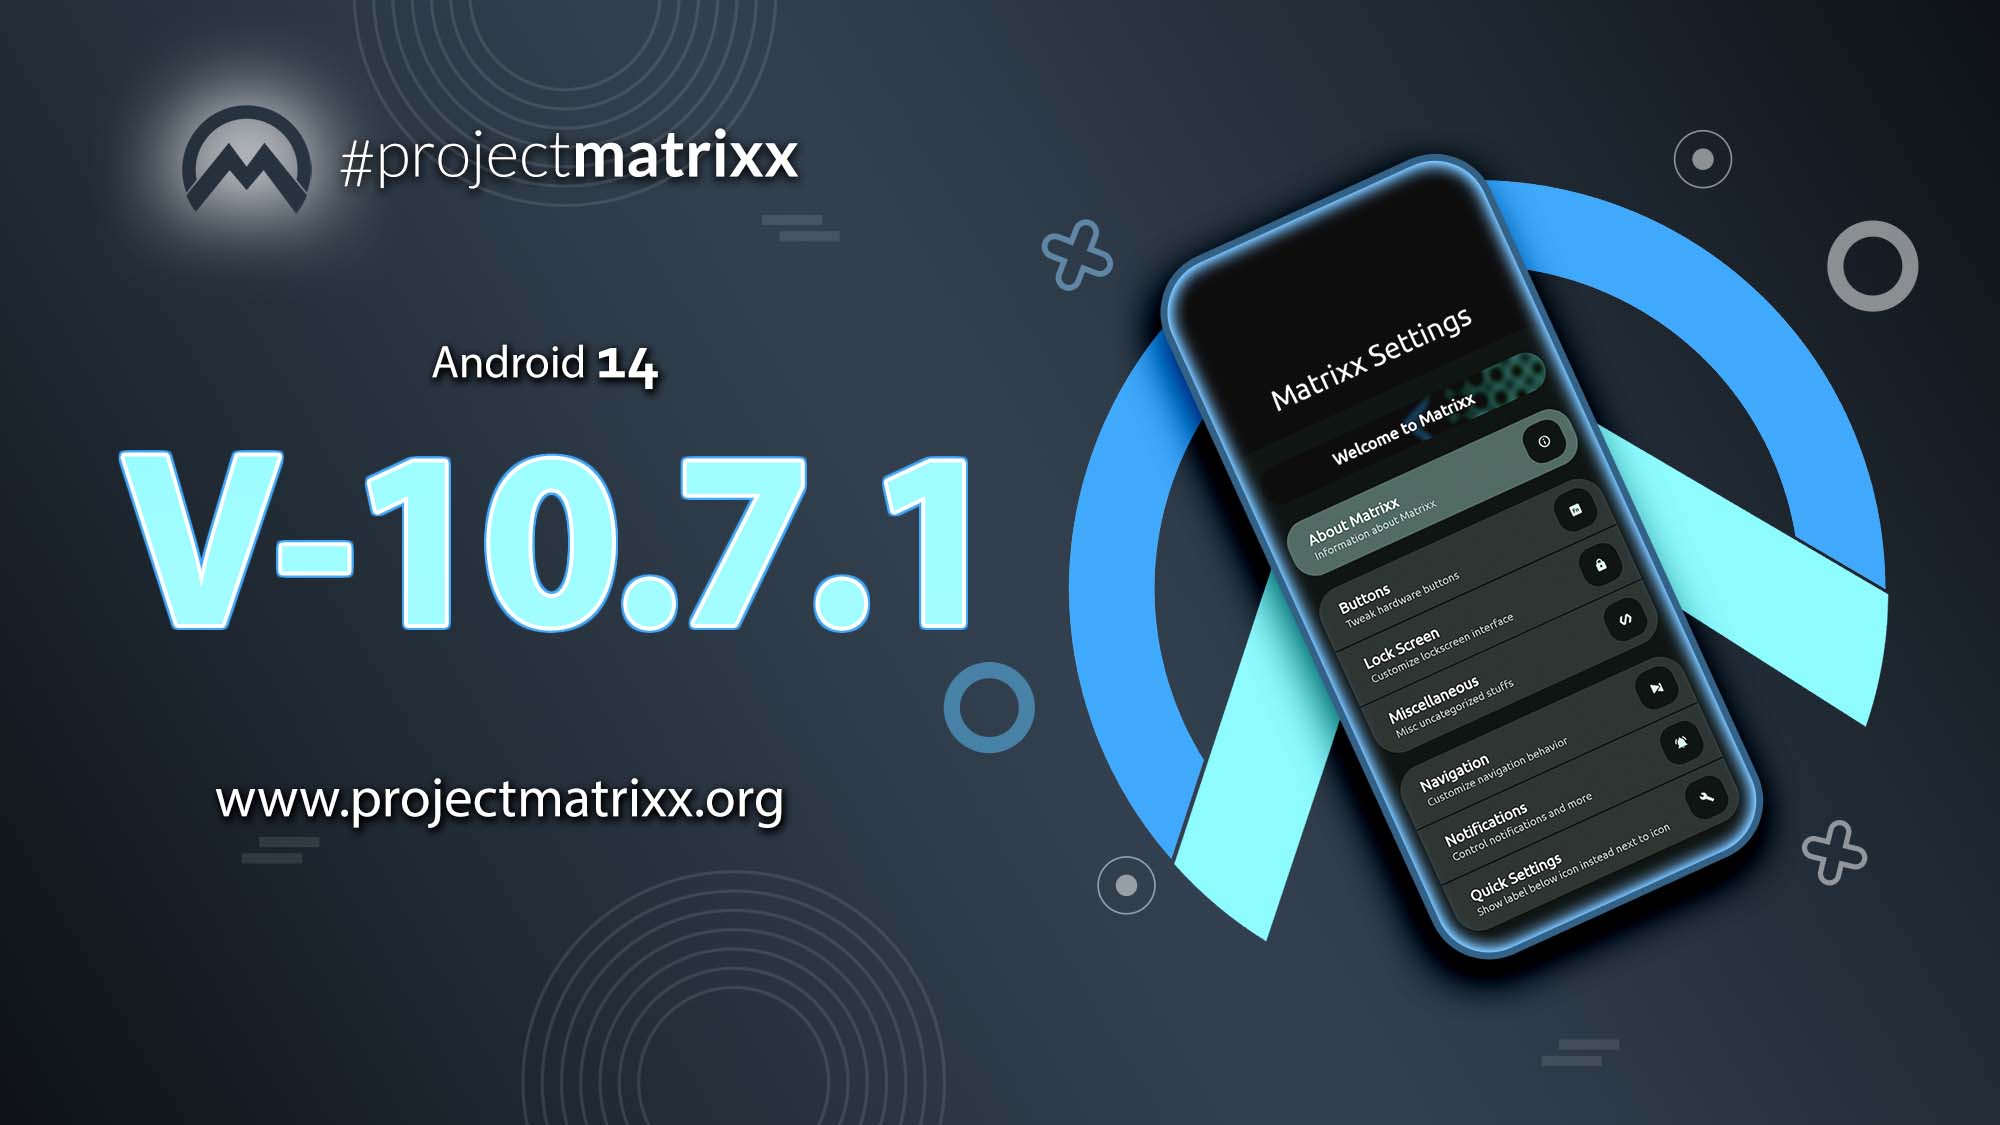 #projectmatrixx
Android 14
V-10.7.1
www.projectmatrixx.org
Matrixx Settings
Welcome to Matrixx
About Matrixx
Information about Matrixx
Buttons
Tweak hardware buttons
Lock Screen
Customize lockscreen interface
Miscellaneous
Misc uncategorized stuffs
Navigation
Customize navigation behavior
Notifications
Control notifications and more
Quick Settings
Show label below icon instead next to icon